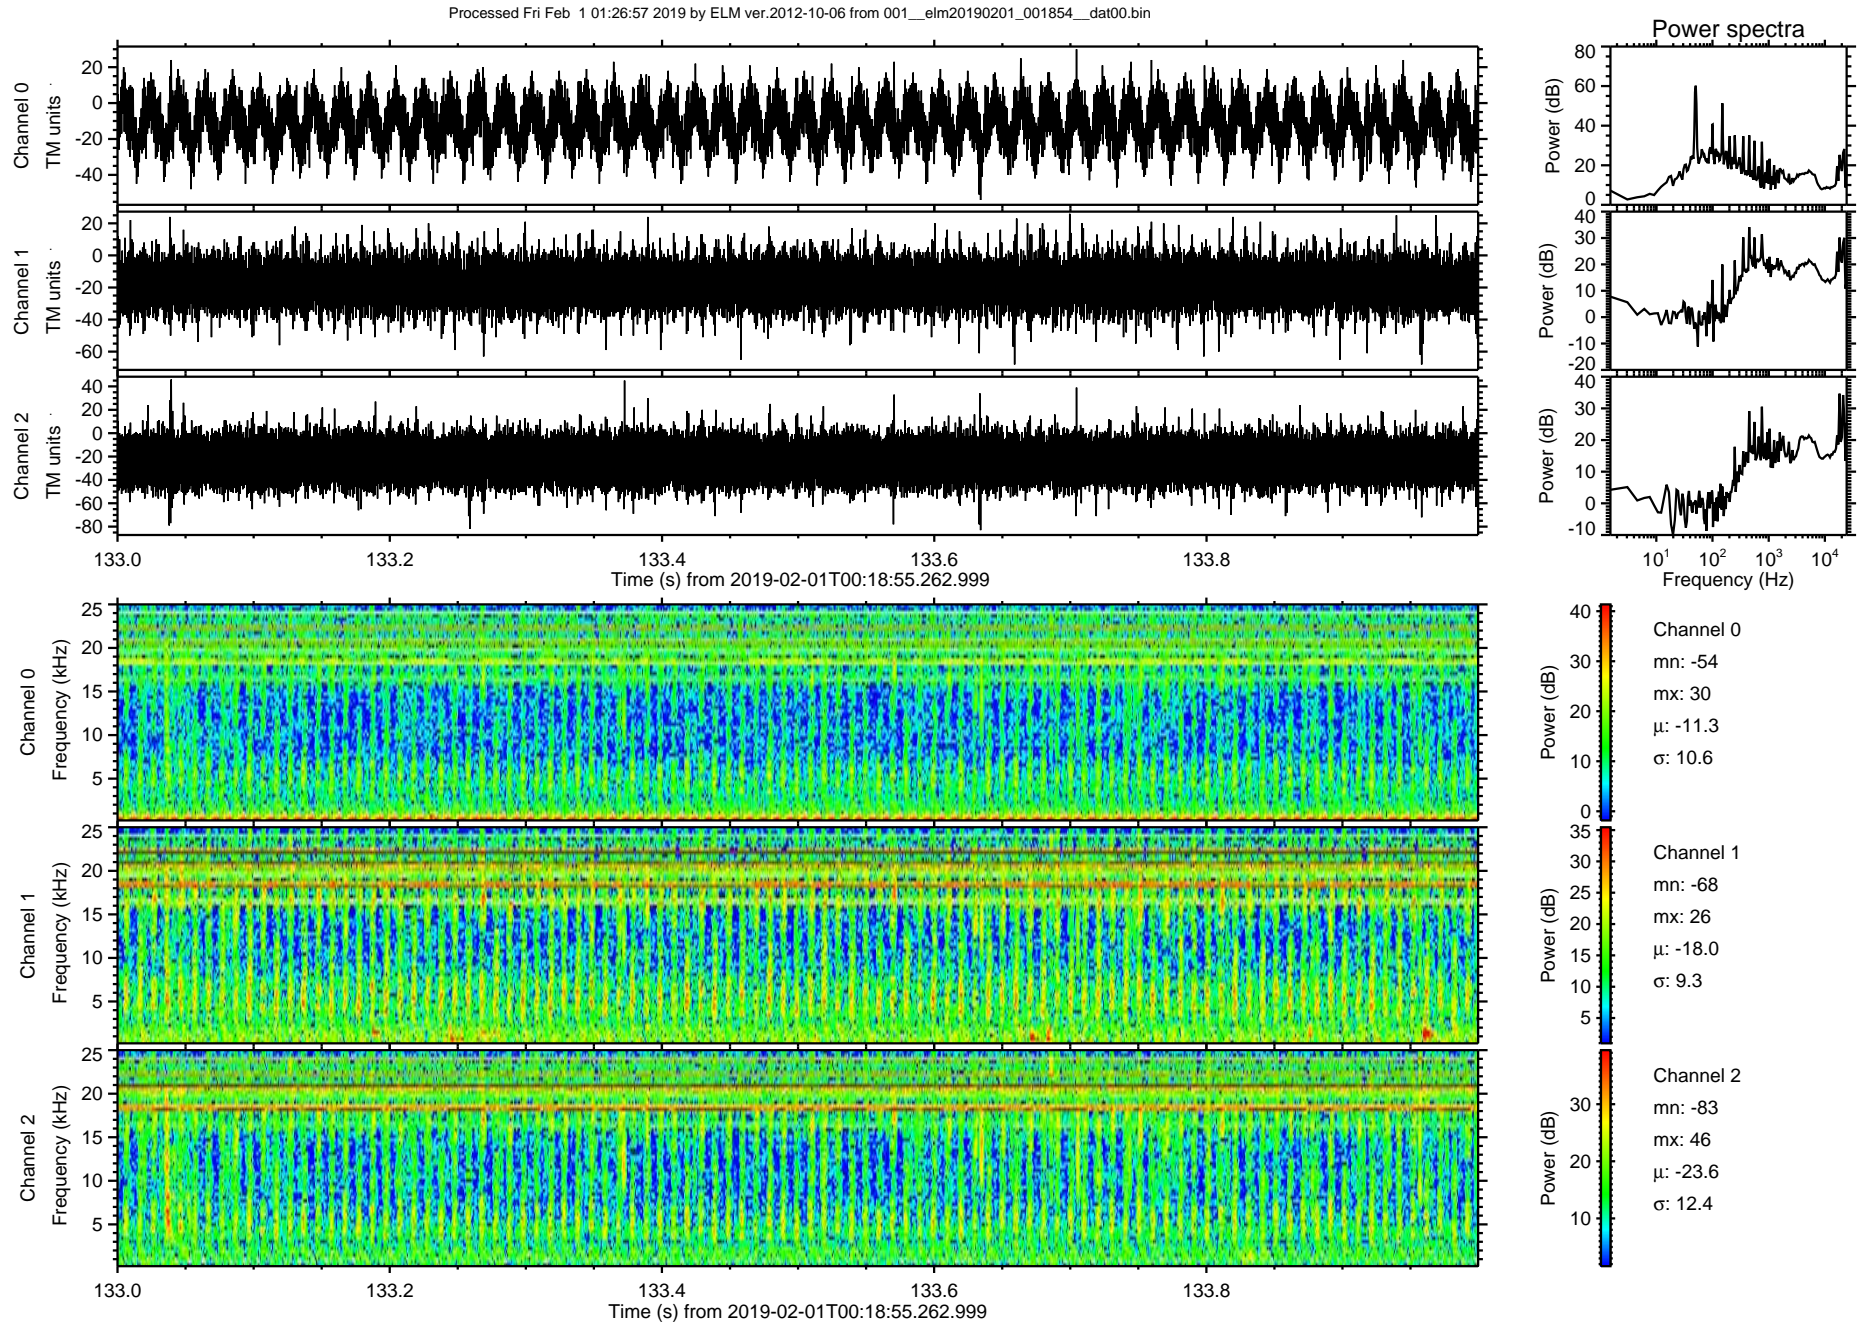 Processed Fri Feb  1 01:26:57 2019 by ELM ver.2012-10-06 from 001__elm20190201_001854__dat00.bin
Power spectra
Channel 0
TM units
20
0
-20
-40
Power (dB)
80
60
40
20
0
Channel 1
TM units
20
0
-20
-40
-60
Power (dB)
40
30
20
10
0
-10
-20
Channel 2
TM units
40
20
0
-20
-40
-60
-80
Power (dB)
40
30
20
10
0
-10
133.0 133.2 133.4 133.6 133.8
Time (s) from 2019-02-01T00:18:55.262.999
10^1 10^2 10^3 10^4
Frequency (Hz)
Channel 0
Frequency (kHz)
25
20
15
10
5
Power (dB)
40
30
20
10
0
Channel 0
mn: -54
mx: 30
μ: -11.3
σ: 10.6
Channel 1
Frequency (kHz)
25
20
15
10
5
Power (dB)
35
30
25
20
15
10
5
Channel 1
mn: -68
mx: 26
μ: -18.0
σ: 9.3
Channel 2
Frequency (kHz)
25
20
15
10
5
Power (dB)
30
20
10
Channel 2
mn: -83
mx: 46
μ: -23.6
σ: 12.4
133.0 133.2 133.4 133.6 133.8
Time (s) from 2019-02-01T00:18:55.262.999